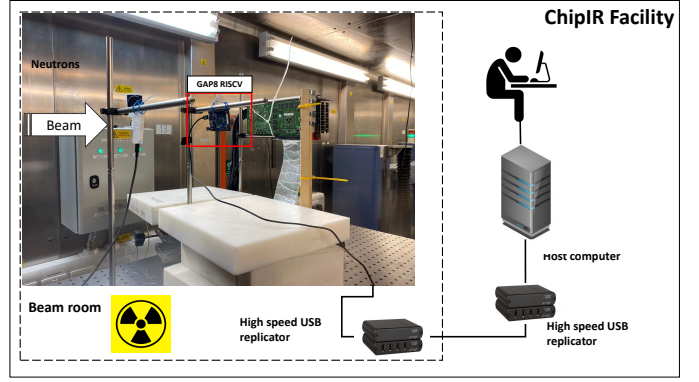 ChipIR Facility
Neutrons
GAP8 RISCV
Beam
Host computer
Beam room
High speed USB
replicator
High speed USB
replicator